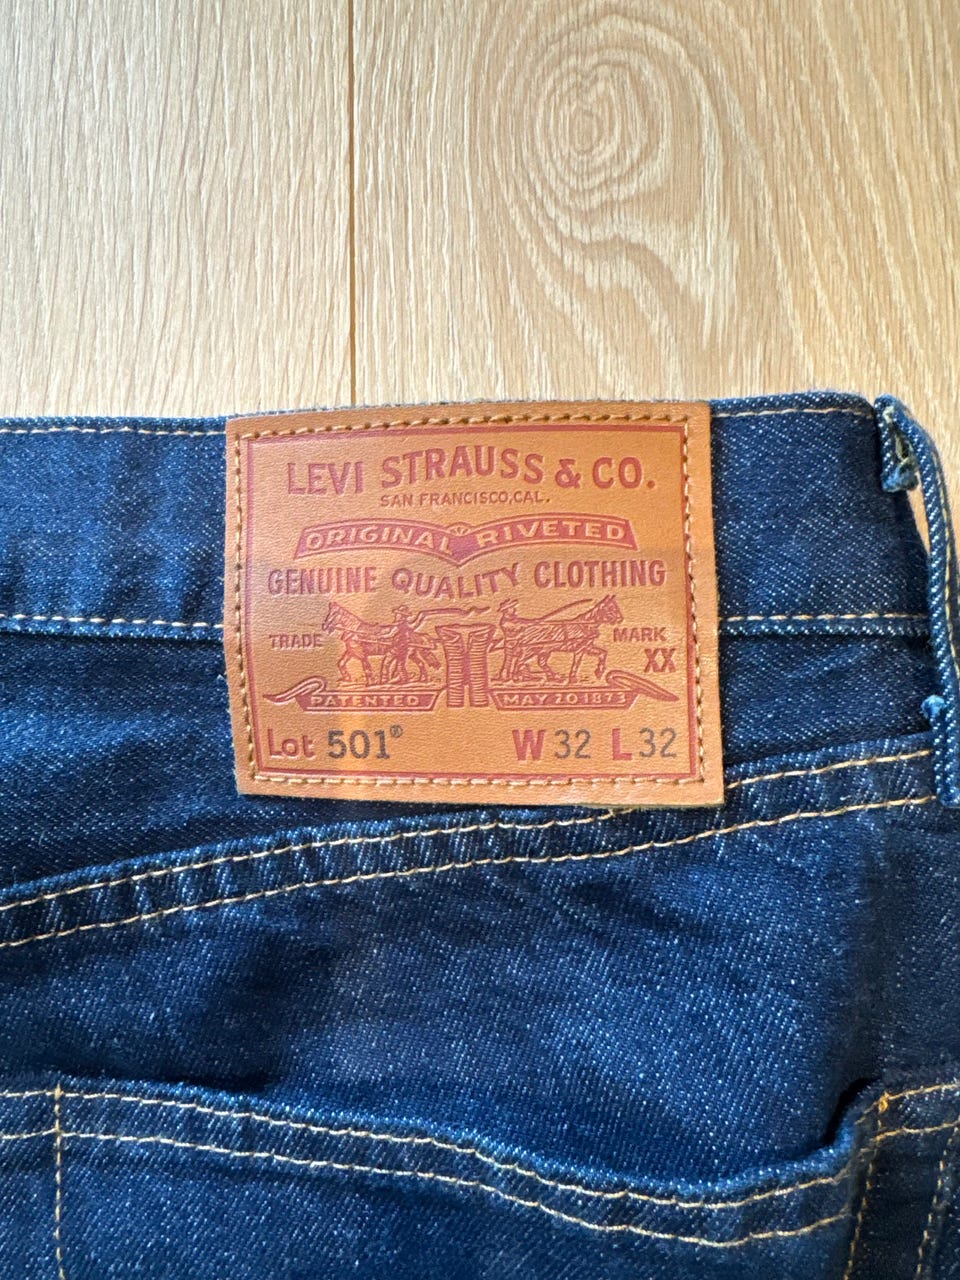 LEVI STRAUSS & CO.
SAN FRANCISCO,CAL.
ORIGINAL RIVETED
GENUINE QUALITY CLOTHING
TRADE MARK
XX
PATENTED MAY 20 1873
Lot 501® W 32 L 32